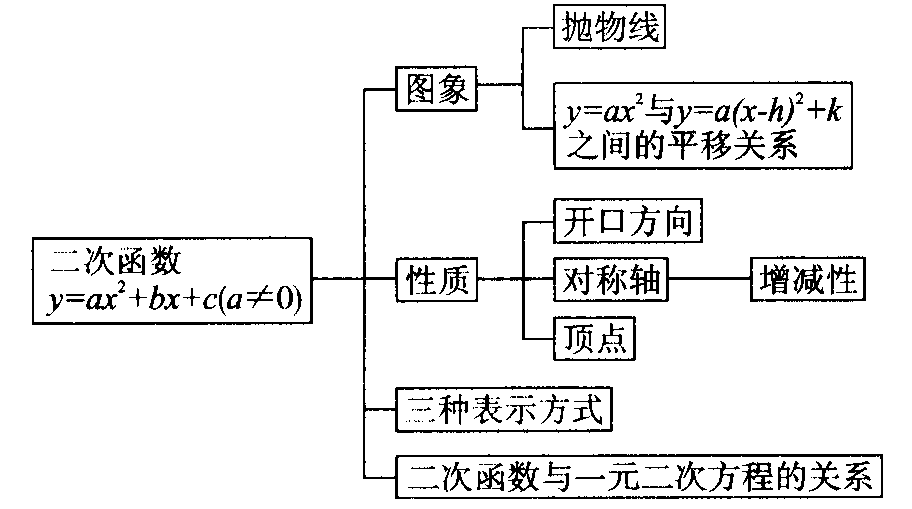 抛物线
图象
y=ax²与y=a(x-h)²+k
之间的平移关系
开口方向
二次函数
y=ax²+bx+c(a≠0)
性质
对称轴
增减性
顶点
三种表示方式
二次函数与一元二次方程的关系